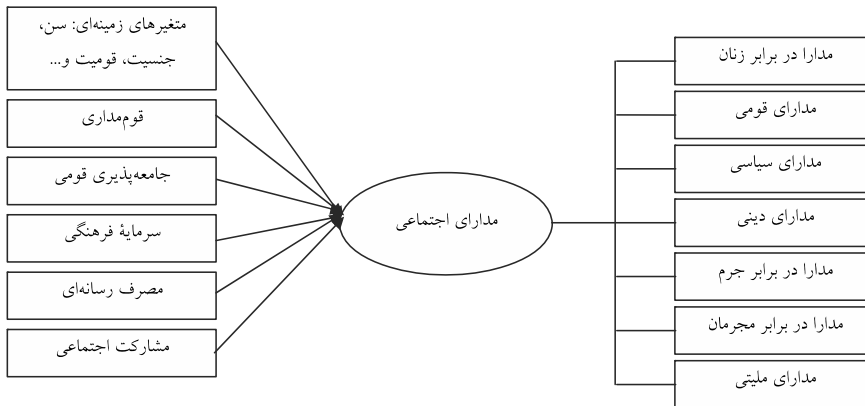 متغیرهای زمینه‌ای: سن،
جنسیت، قومیت و...
قوم‌مداری
جامعه‌پذیری قومی
سرمایۀ فرهنگی
مصرف رسانه‌ای
مشارکت اجتماعی
مدارای اجتماعی
مدارا در برابر زنان
مدارای قومی
مدارای سیاسی
مدارای دینی
مدارا در برابر جرم
مدارا در برابر مجرمان
مدارای ملیتی